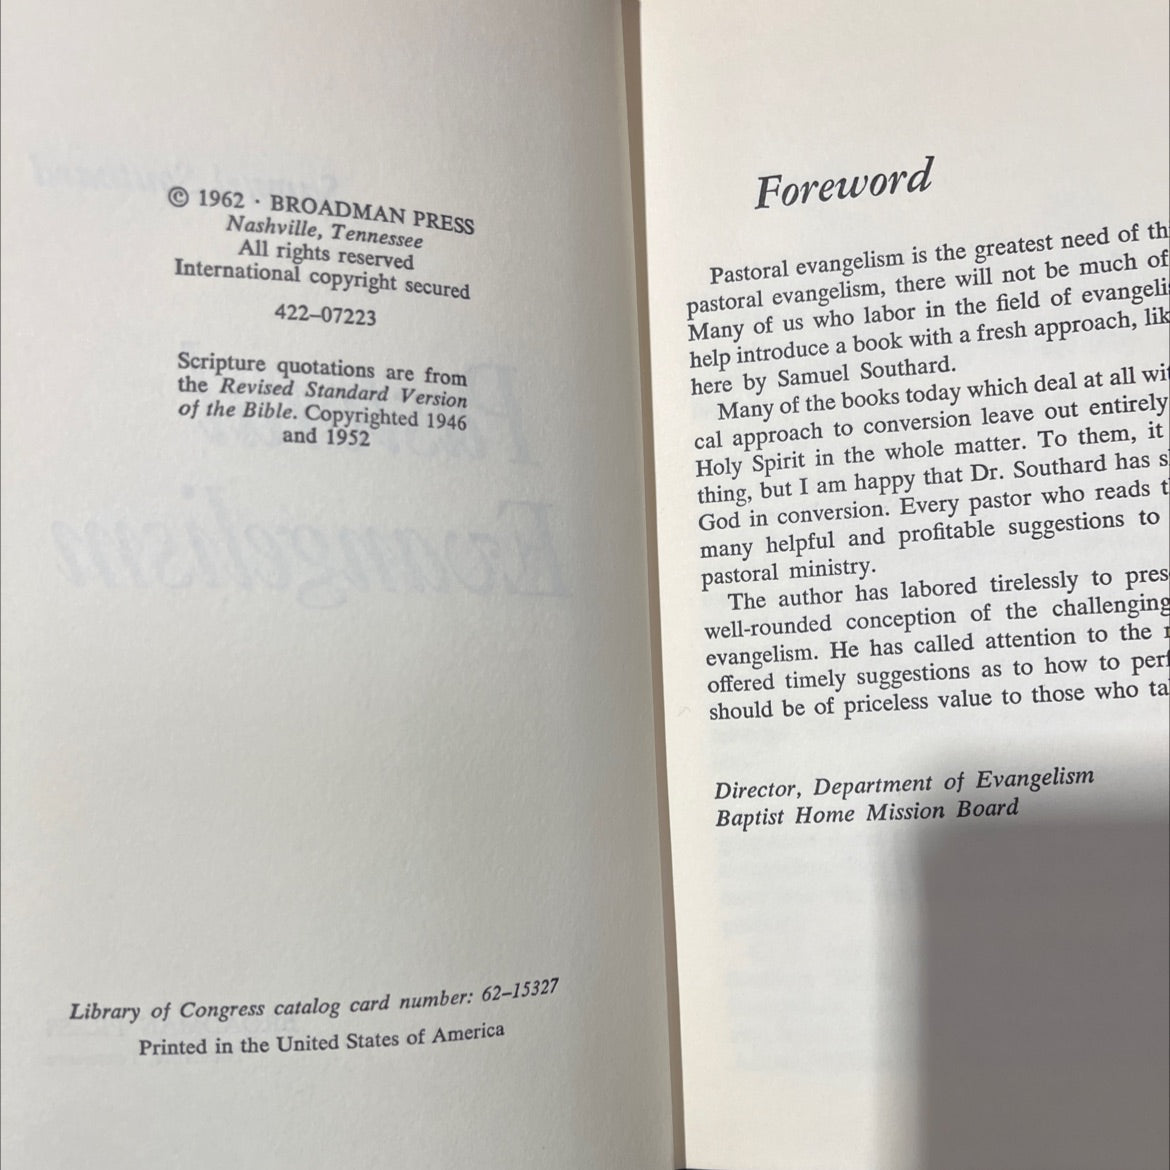 © 1962 · BROADMAN PRESS
Nashville, Tennessee
All rights reserved
International copyright secured
422–07223
Scripture quotations are from
the Revised Standard Version
of the Bible. Copyrighted 1946
and 1952
Library of Congress catalog card number: 62–15327
Printed in the United States of America
Foreword
Pastoral evangelism is the greatest need of
pastoral evangelism, there will not be much of
Many of us who labor in the field of
help introduce a book with a fresh approach,
here by Samuel Southard.
Many of the books today which deal at all
cal approach to conversion leave out entirely
Holy Spirit in the whole matter. To them, it
thing, but I am happy that Dr. Southard has
God in conversion. Every pastor who reads
many helpful and profitable suggestions to
pastoral ministry.
The author has labored tirelessly to
well-rounded conception of the challenging
evangelism. He has called attention to the
offered timely suggestions as to how to
should be of priceless value to those who
Director, Department of Evangelism
Baptist Home Mission Board